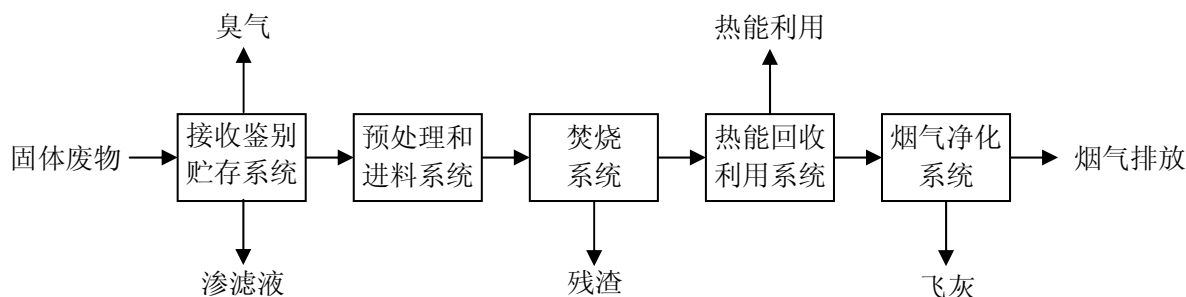 臭气
热能利用
固体废物
接收鉴别
贮存系统
预处理和
进料系统
焚烧
系统
热能回收
利用系统
烟气净化
系统
烟气排放
渗滤液
残渣
飞灰